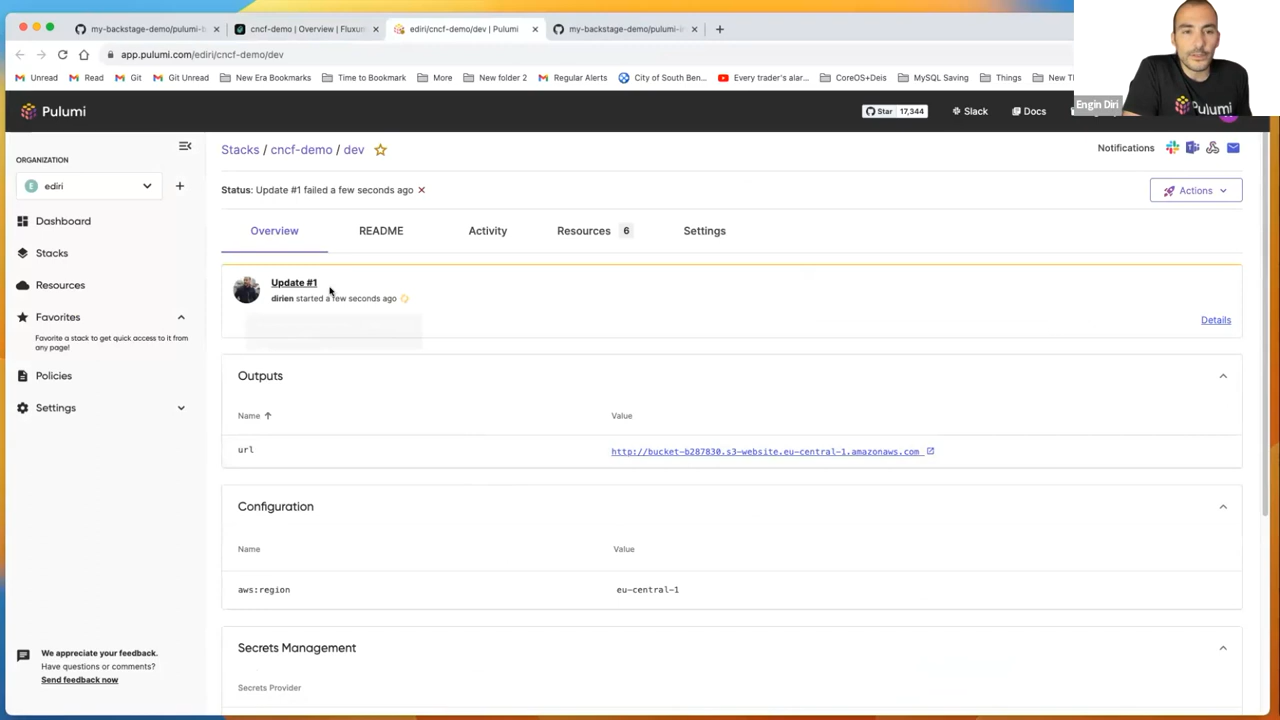 my-backstage-demo/pulumi-b
cncf-demo | Overview | Fluxum
ediri/cncf-demo/dev | Pulumi
my-backstage-demo/pulumi-i
app.pulumi.com/ediri/cncf-demo/dev
Unread
Read
Git
Git Unread
New Era Bookmarks
Time to Bookmark
More
New folder 2
Regular Alerts
City of South Ben...
Every trader's alar...
CoreOS+Deis
MySQL Saving
Things
New T
Engin Diri
Pulumi
Pulumi
Star
17,344
Slack
Docs
ORGANIZATION
ediri
Dashboard
Stacks
Resources
Favorites
Favorite a stack to get quick access to it from
any page!
Policies
Settings
We appreciate your feedback.
Have questions or comments?
Send feedback now
Stacks / cncf-demo / dev
Notifications
Status: Update #1 failed a few seconds ago
Actions
Overview
README
Activity
Resources 6
Settings
Update #1
dirien started a few seconds ago
Details
Outputs
Name
Value
url
http://bucket-b287830.s3-website.eu-central-1.amazonaws.com
Configuration
Name
Value
aws:region
eu-central-1
Secrets Management
Secrets Provider